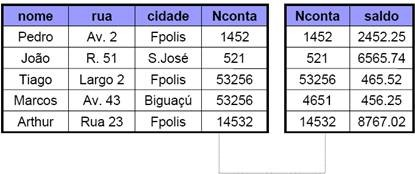 nome rua cidade Nconta Nconta saldo
Pedro Av. 2 Fpolis 1452 1452 2452.25
João R. 51 S.José 521 521 6565.74
Tiago Largo 2 Fpolis 53256 53256 465.52
Marcos Av. 43 Biguaçú 53256 4651 456.25
Arthur Rua 23 Fpolis 14532 14532 8767.02